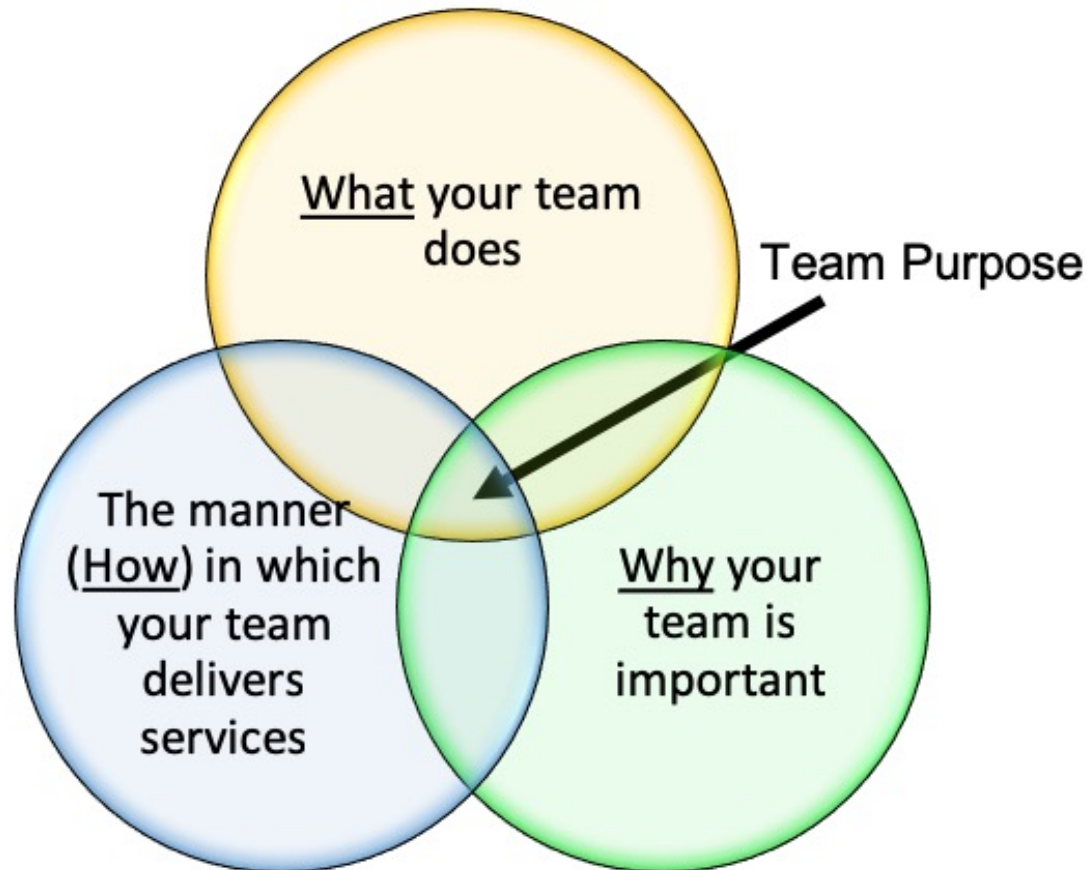 What your team
does
Team Purpose
The manner
(How) in which
your team
delivers
services
Why your
team is
important